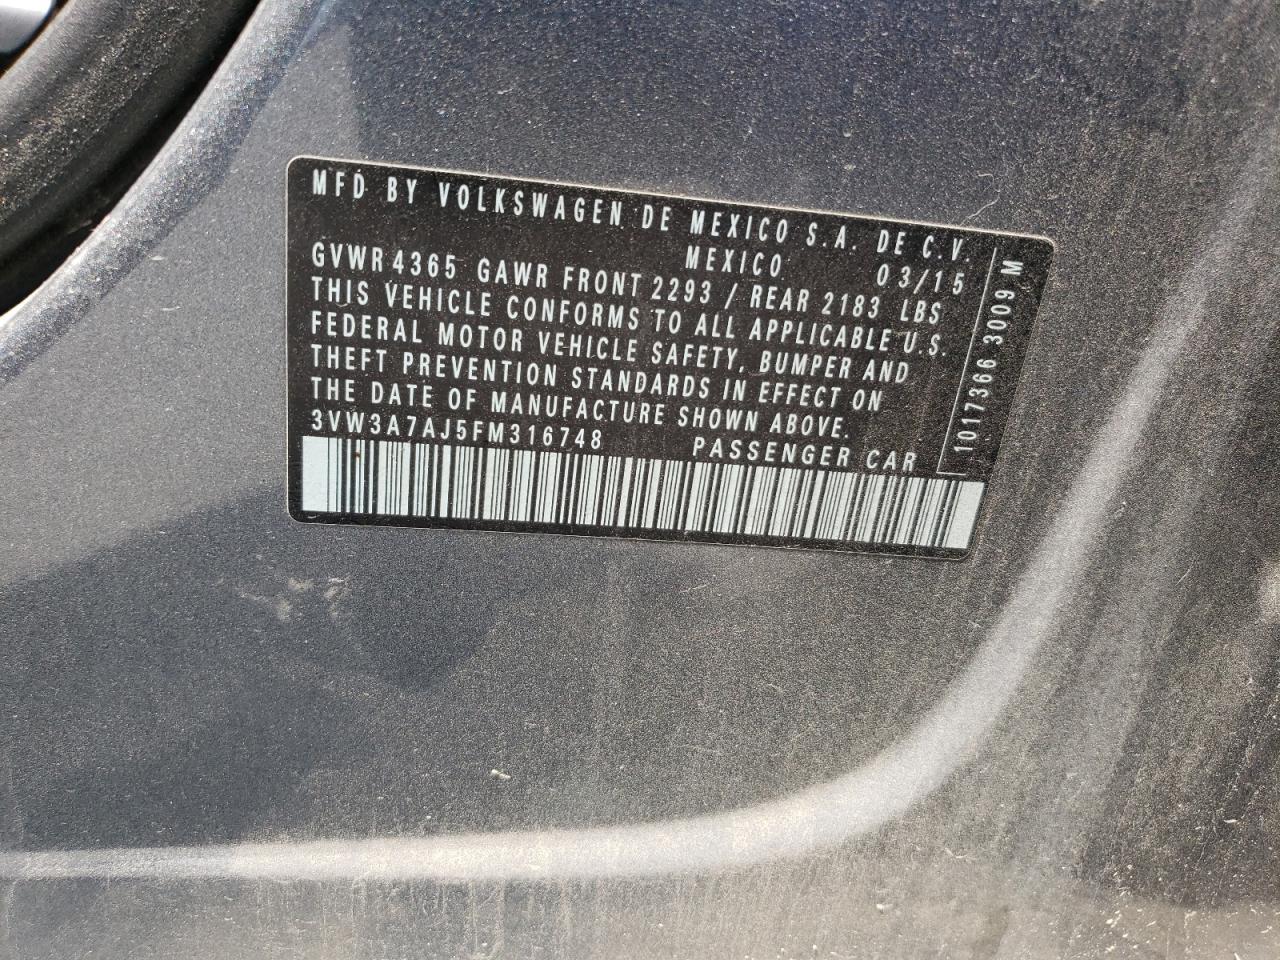 MFD BY VOLKSWAGEN DE MEXICO S.A. DE C.V.
MEXICO 03/15
GVWR 4365 GAWR FRONT 2293 / REAR 2183 LBS
THIS VEHICLE CONFORMS TO ALL APPLICABLE U.S.
FEDERAL MOTOR VEHICLE SAFETY, BUMPER AND
THEFT PREVENTION STANDARDS IN EFFECT ON
THE DATE OF MANUFACTURE SHOWN ABOVE.
3VW3A7AJ5FM316748 PASSENGER CAR
1017366 3009 M